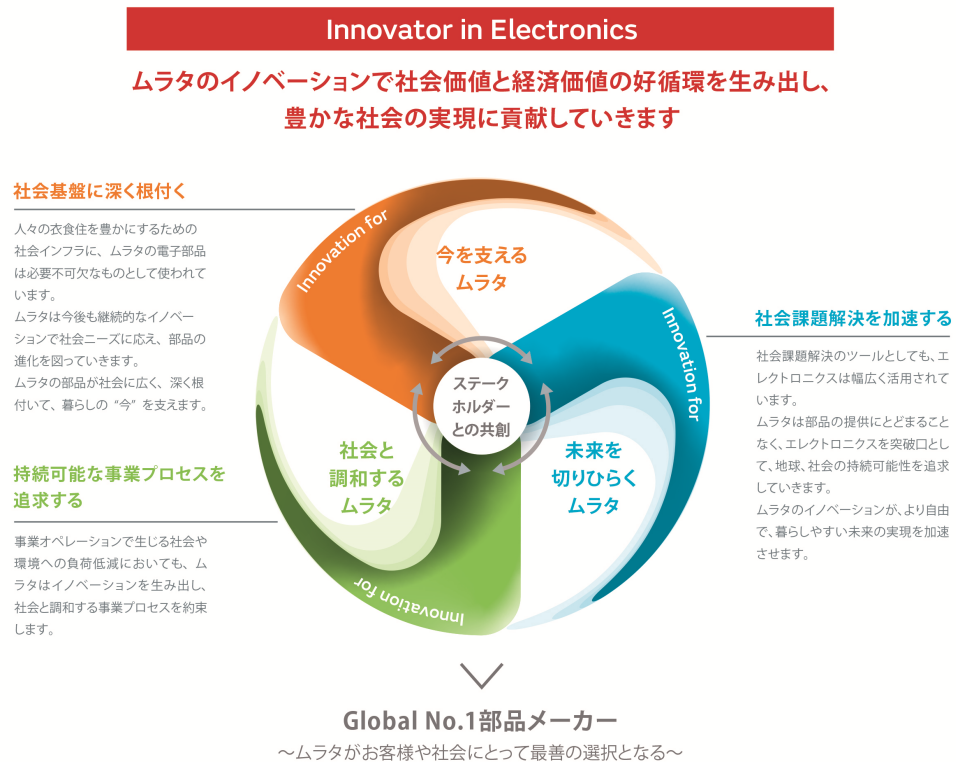 Innovator in Electronics
ムラタのイノベーションで社会価値と経済価値の好循環を生み出し、
豊かな社会の実現に貢献していきます
社会基盤に深く根付く
人々の衣食住を豊かにするための
社会インフラに、ムラタの電子部品
は必要不可欠なものとして使われて
います。
ムラタは今後も継続的なイノベー
ションで社会ニーズに応え、部品の
進化を図っていきます。
ムラタの部品が社会に広く、深く根
付いて、暮らしの“今”を支えます。
Innovation for
今を支える
ムラタ
社会課題解決を加速する
社会課題解決のツールとしても、エ
レクトロニクスは幅広く活用されて
います。
ムラタは部品の提供にとどまること
なく、エレクトロニクスを突破口とし
て、地球、社会の持続可能性を追求
していきます。
ムラタのイノベーションが、より自由
で、暮らしやすい未来の実現を加速
させます。
Innovation for
未来を
切りひらく
ムラタ
ステーク
ホルダー
との共創
社会と
調和する
ムラタ
Innovation for
持続可能な事業プロセスを
追求する
事業オペレーションで生じる社会や
環境への負荷低減においても、ム
ラタはイノベーションを生み出し、
社会と調和する事業プロセスを約束
します。
Global No.1部品メーカー
～ムラタがお客様や社会にとって最善の選択となる～